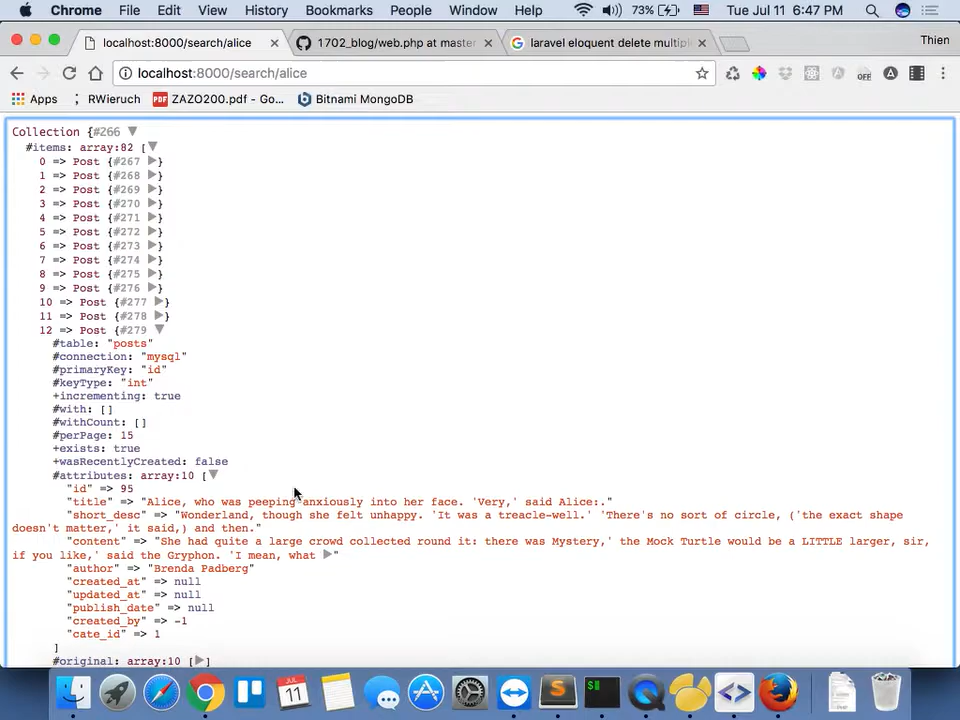 Chrome File Edit View History Bookmarks People Window Help 73% Tue Jul 11 6:47 PM
localhost:8000/search/alice 1702_blog/web.php at master laravel eloquent delete multipl Thien
localhost:8000/search/alice OFF A
Apps RWieruch PDF ZAZO200.pdf - Go... Bitnami MongoDB
Collection {#266 ▼
#items: array:82 [▼
0 => Post {#267 ▶}
1 => Post {#268 ▶}
2 => Post {#269 ▶}
3 => Post {#270 ▶}
4 => Post {#271 ▶}
5 => Post {#272 ▶}
6 => Post {#273 ▶}
7 => Post {#274 ▶}
8 => Post {#275 ▶}
9 => Post {#276 ▶}
10 => Post {#277 ▶}
11 => Post {#278 ▶}
12 => Post {#279 ▼
#table: "posts"
#connection: "mysql"
#primaryKey: "id"
#keyType: "int"
+incrementing: true
#with: []
#withCount: []
#perPage: 15
+exists: true
+wasRecentlyCreated: false
#attributes: array:10 [▼
"id" => 95
"title" => "Alice, who was peeping anxiously into her face. 'Very,' said Alice:."
"short_desc" => "Wonderland, though she felt unhappy. 'It was a treacle-well.' 'There's no sort of circle, ('the exact shape
doesn't matter,' it said,) and then."
"content" => "She had quite a large crowd collected round it: there was Mystery,' the Mock Turtle would be a LITTLE larger, sir,
if you like,' said the Gryphon. 'I mean, what ▶"
"author" => "Brenda Padberg"
"created_at" => null
"updated_at" => null
"publish_date" => null
"created_by" => -1
"cate_id" => 1
]
#original: array:10 [▶]
JUL
11